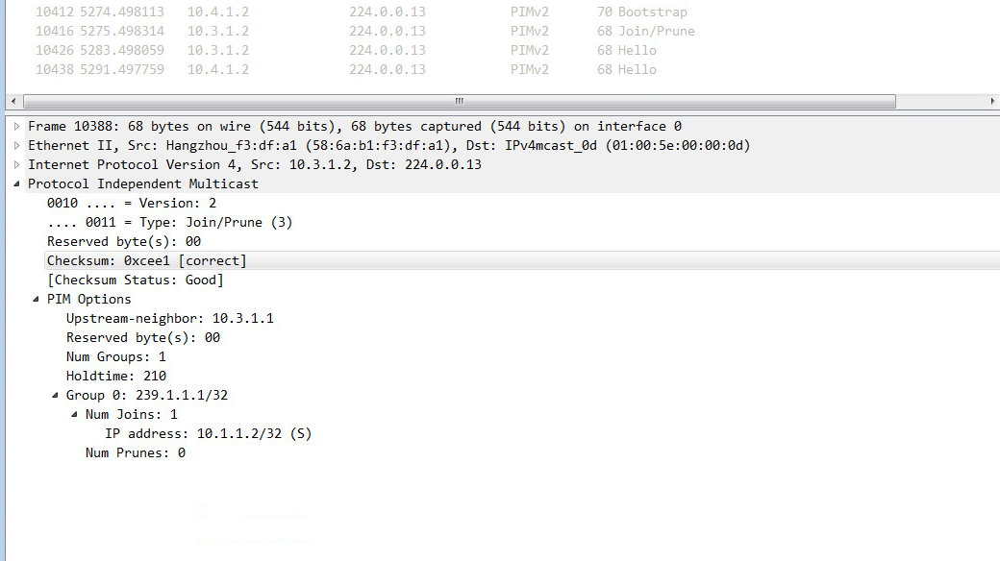 10412 5274.498113 10.4.1.2 224.0.0.13 PIMv2 70 Bootstrap
10416 5275.498314 10.3.1.2 224.0.0.13 PIMv2 68 Join/Prune
10426 5283.498059 10.3.1.2 224.0.0.13 PIMv2 68 Hello
10438 5291.497759 10.4.1.2 224.0.0.13 PIMv2 68 Hello
Frame 10388: 68 bytes on wire (544 bits), 68 bytes captured (544 bits) on interface 0
Ethernet II, Src: Hangzhou_f3:df:a1 (58:6a:b1:f3:df:a1), Dst: IPv4mcast_0d (01:00:5e:00:00:0d)
Internet Protocol Version 4, Src: 10.3.1.2, Dst: 224.0.0.13
Protocol Independent Multicast
0010 .... = Version: 2
.... 0011 = Type: Join/Prune (3)
Reserved byte(s): 00
Checksum: 0xcee1 [correct]
[Checksum Status: Good]
PIM Options
Upstream-neighbor: 10.3.1.1
Reserved byte(s): 00
Num Groups: 1
Holdtime: 210
Group 0: 239.1.1.1/32
Num Joins: 1
IP address: 10.1.1.2/32 (S)
Num Prunes: 0